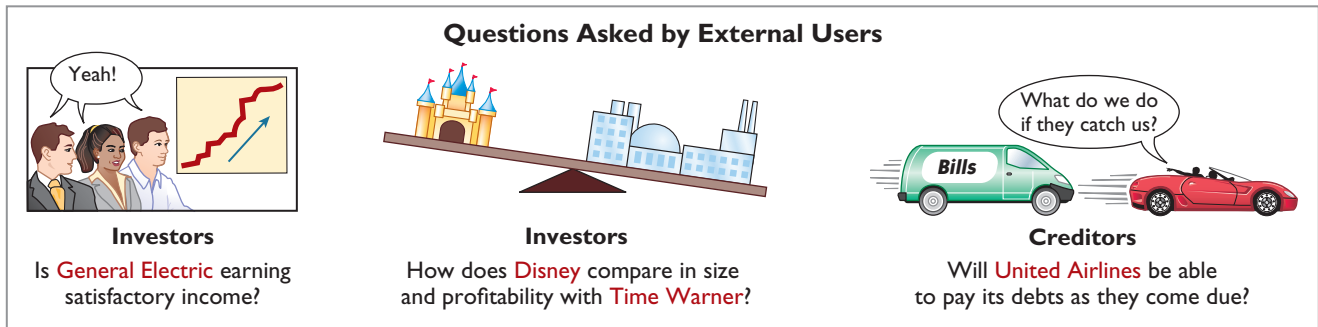 Questions Asked by External Users
Yeah!
Investors
Is General Electric earning
satisfactory income?
Investors
How does Disney compare in size
and profitability with Time Warner?
What do we do
if they catch us?
Bills
Creditors
Will United Airlines be able
to pay its debts as they come due?